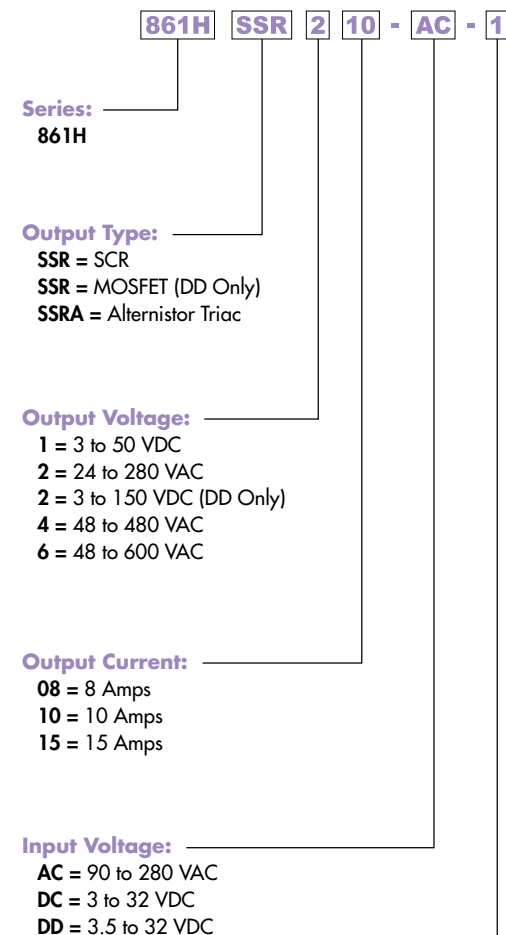 861H SSR 2 10 - AC - 1
Series:
861H
Output Type:
SSR = SCR
SSR = MOSFET (DD Only)
SSRA = Alternistor Triac
Output Voltage:
1 = 3 to 50 VDC
2 = 24 to 280 VAC
2 = 3 to 150 VDC (DD Only)
4 = 48 to 480 VAC
6 = 48 to 600 VAC
Output Current:
08 = 8 Amps
10 = 10 Amps
15 = 15 Amps
Input Voltage:
AC = 90 to 280 VAC
DC = 3 to 32 VDC
DD = 3.5 to 32 VDC